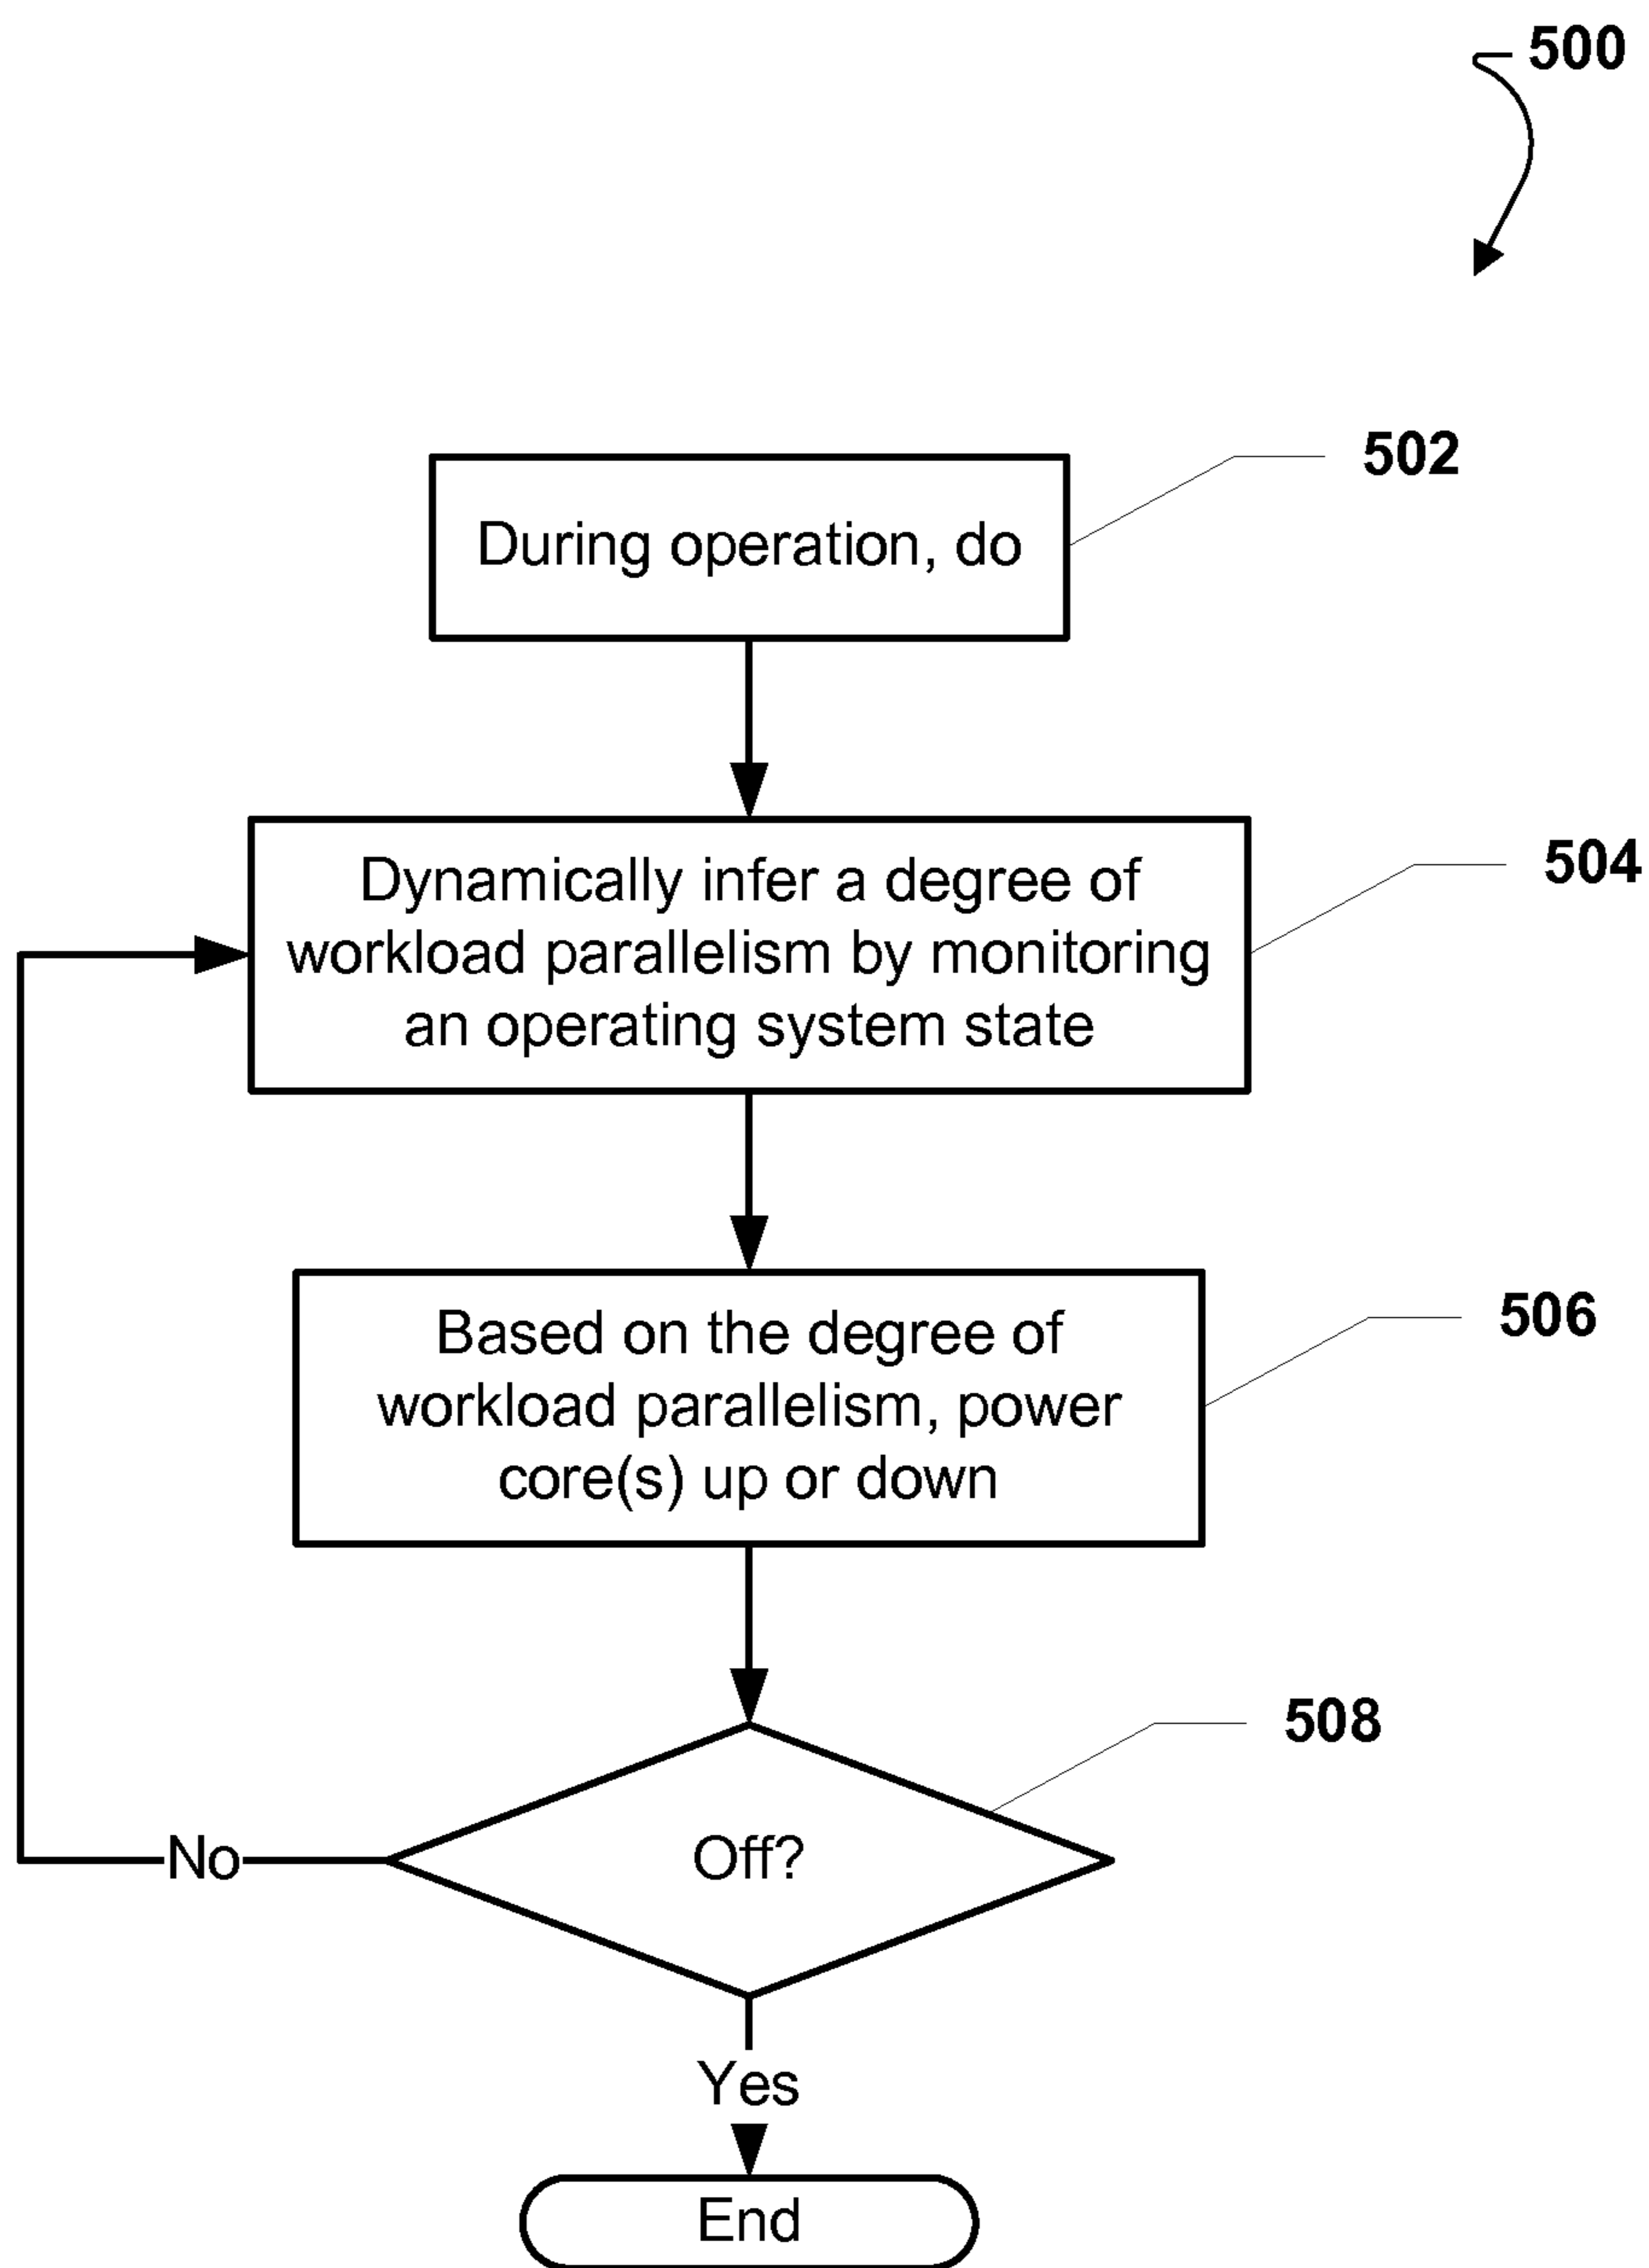 500
502
During operation, do
504
Dynamically infer a degree of
workload parallelism by monitoring
an operating system state
506
Based on the degree of
workload parallelism, power
core(s) up or down
508
Off?
No
Yes
End